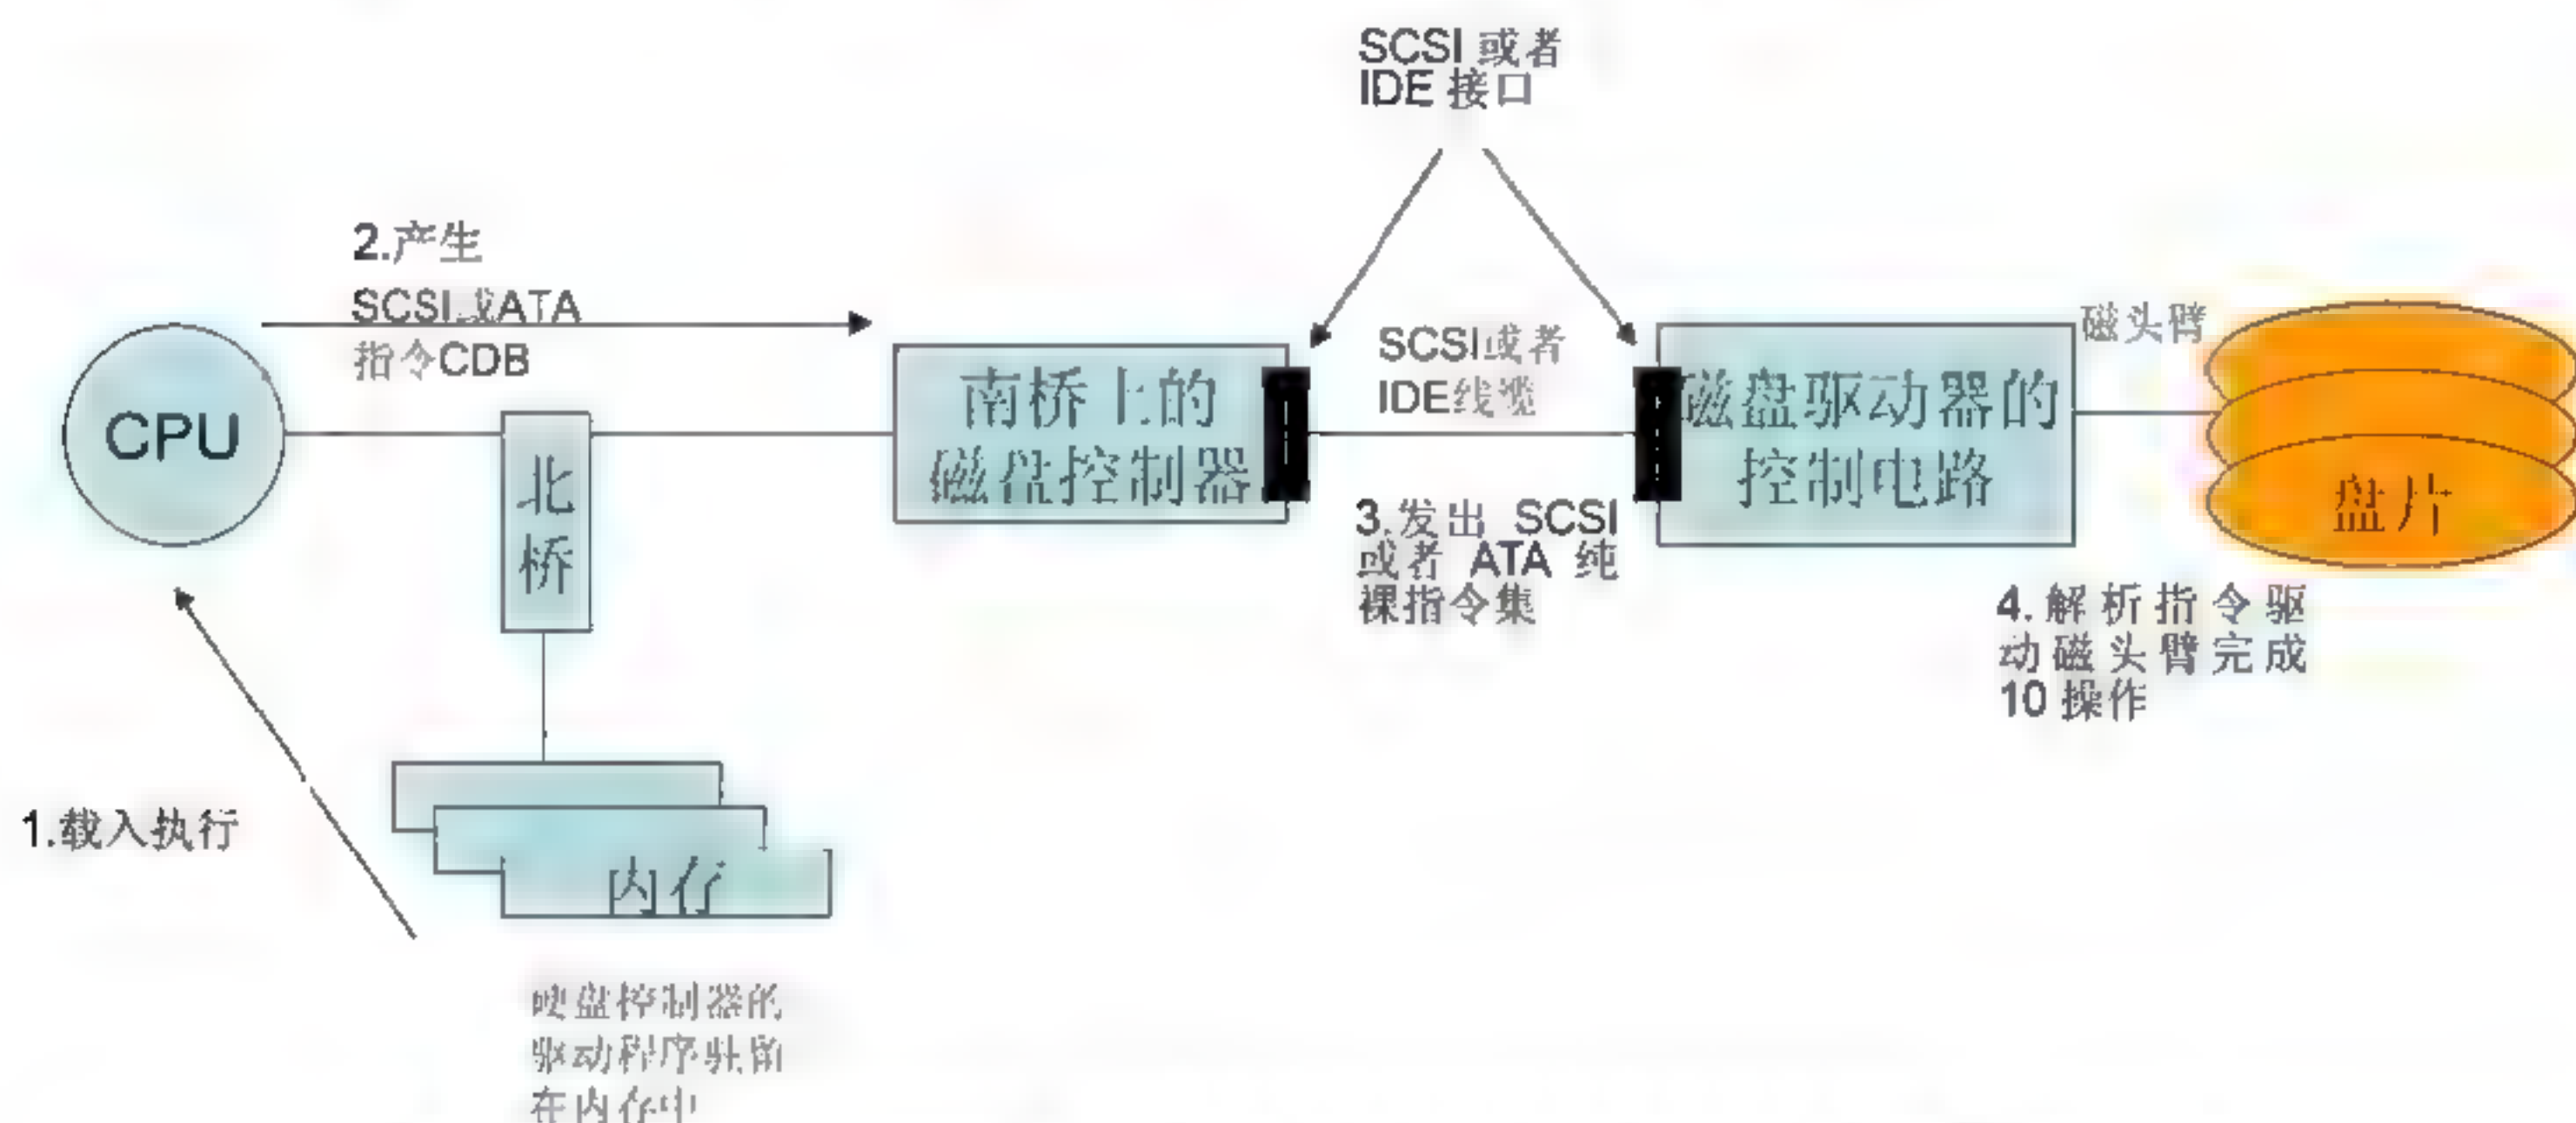 SCSI 或者
IDE 接口
2.产生
SCSI或ATA
指令CDB
CPU
北
桥
南桥上的
磁盘控制器
SCSI或者
IDE线缆
3.发出 SCSI
或者 ATA 纯
课指令集
磁盘驱动器的
控制电路
磁头臂
盘片
4.解析指令驱
动磁头臂完成
10 操作
1.载入执行
内存
硬盘控制器的
驱动程序驻留
在内存中